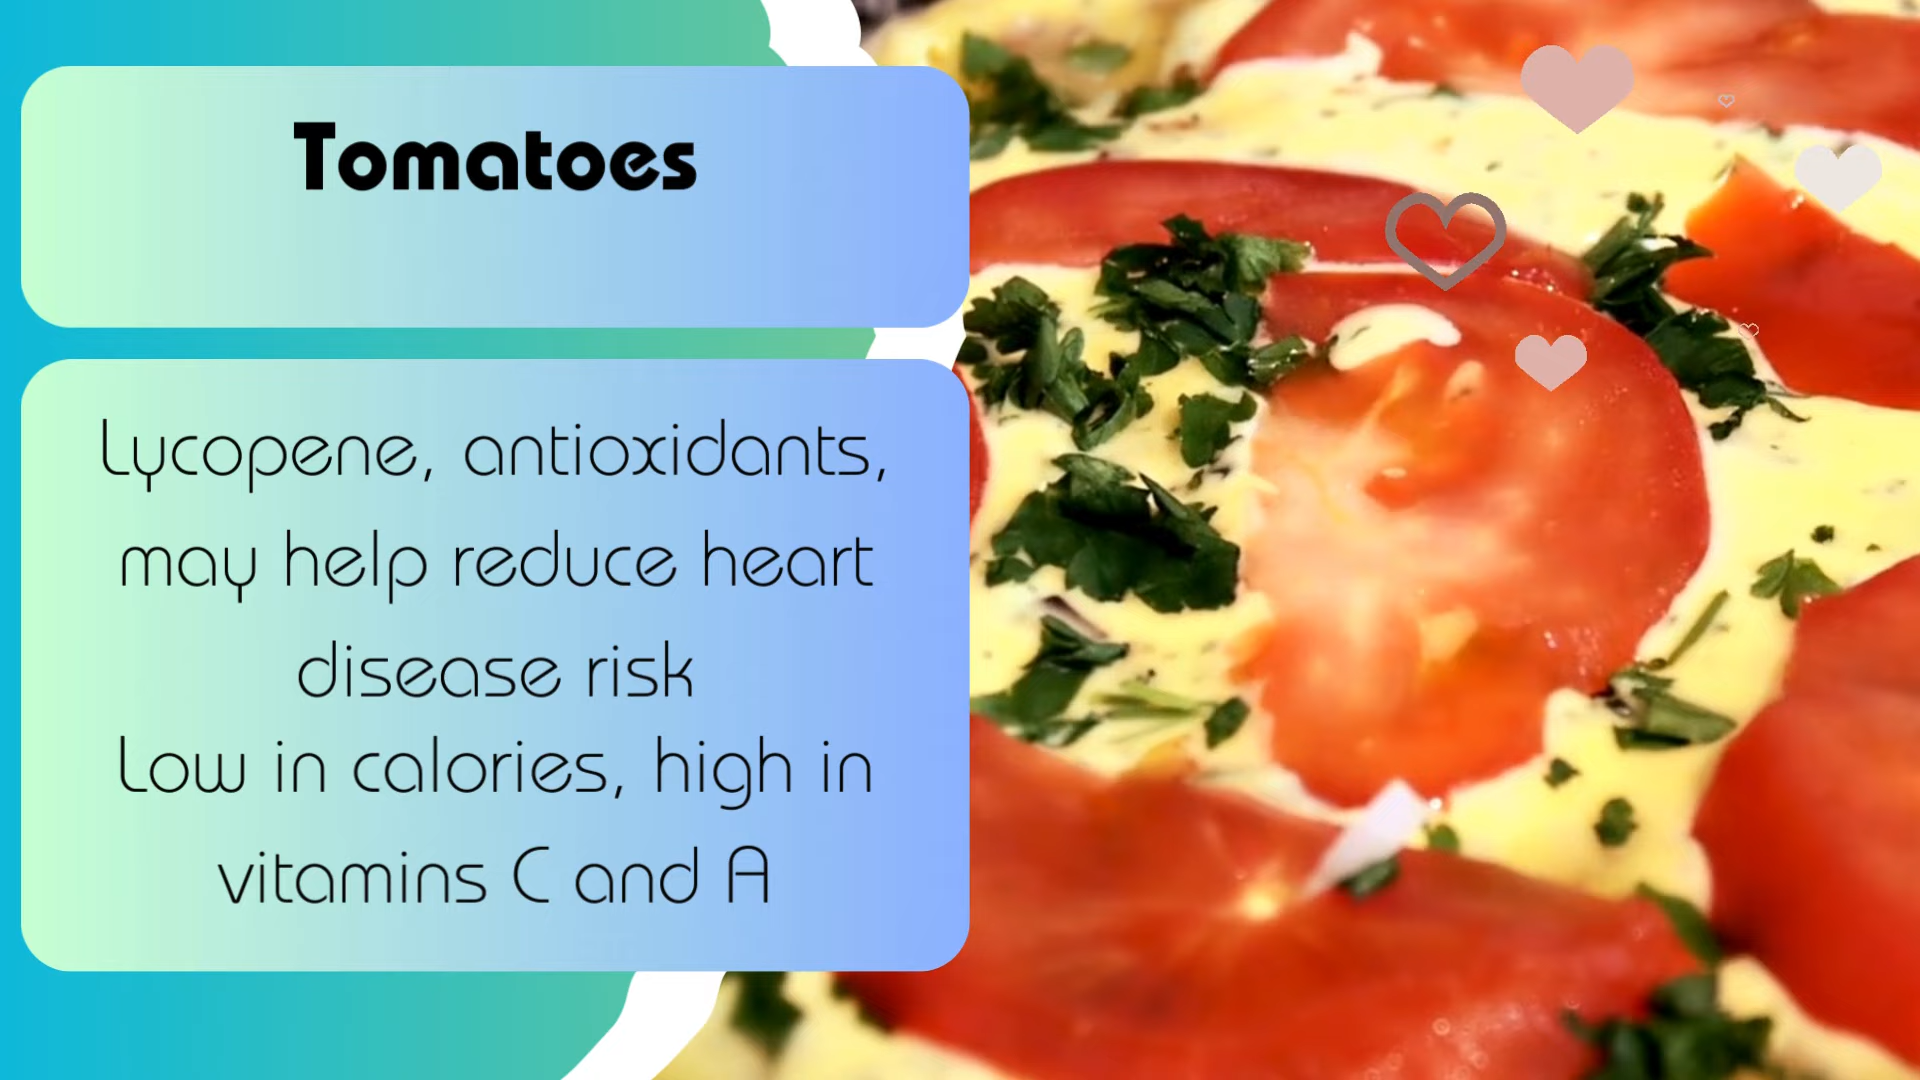 Tomatoes
Lycopene, antioxidants,
may help reduce heart
disease risk
Low in calories, high in
vitamins C and A